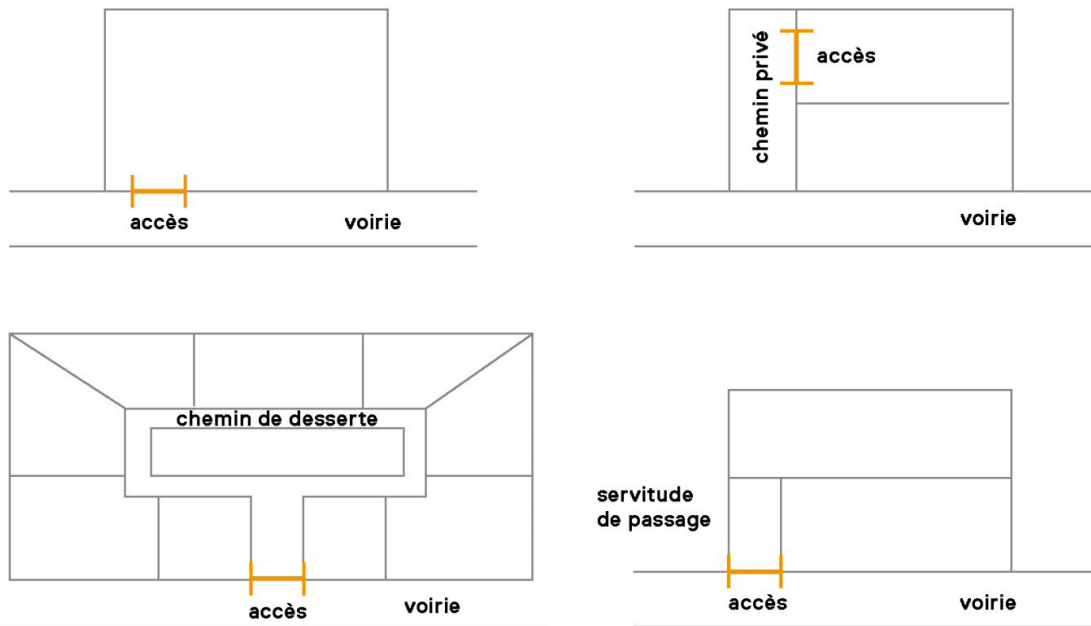 accès
voirie
chemin privé
accès
voirie
chemin de desserte
accès
voirie
servitude
de passage
accès
voirie